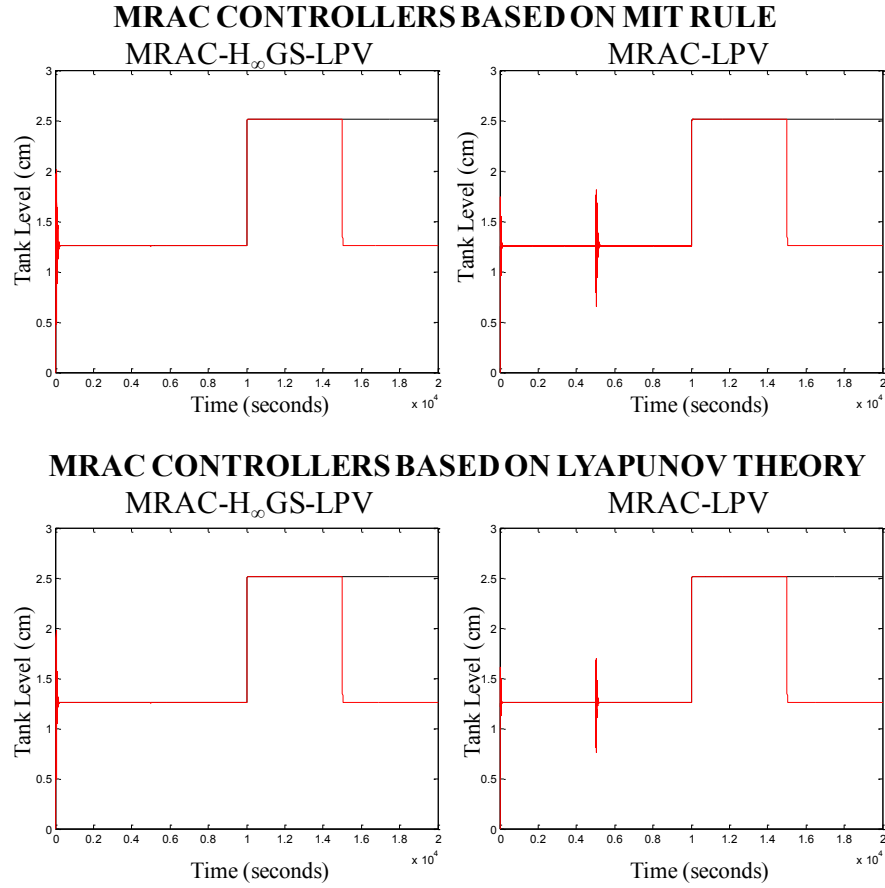 MRAC CONTROLLERS BASED ON MIT RULE
MRAC-H∞GS-LPV
MRAC-LPV
3
2.5
2
1.5
1
0.5
0
Tank Level (cm)
0 0.2 0.4 0.6 0.8 1 1.2 1.4 1.6 1.8 2
x 10^4
Time (seconds)
3
2.5
2
1.5
1
0.5
0
Tank Level (cm)
0 0.2 0.4 0.6 0.8 1 1.2 1.4 1.6 1.8 2
x 10^4
Time (seconds)
MRAC CONTROLLERS BASED ON LYAPUNOV THEORY
MRAC-H∞GS-LPV
MRAC-LPV
3
2.5
2
1.5
1
0.5
0
Tank Level (cm)
0 0.2 0.4 0.6 0.8 1 1.2 1.4 1.6 1.8 2
x 10^4
Time (seconds)
3
2.5
2
1.5
1
0.5
0
Tank Level (cm)
0 0.2 0.4 0.6 0.8 1 1.2 1.4 1.6 1.8 2
x 10^4
Time (seconds)